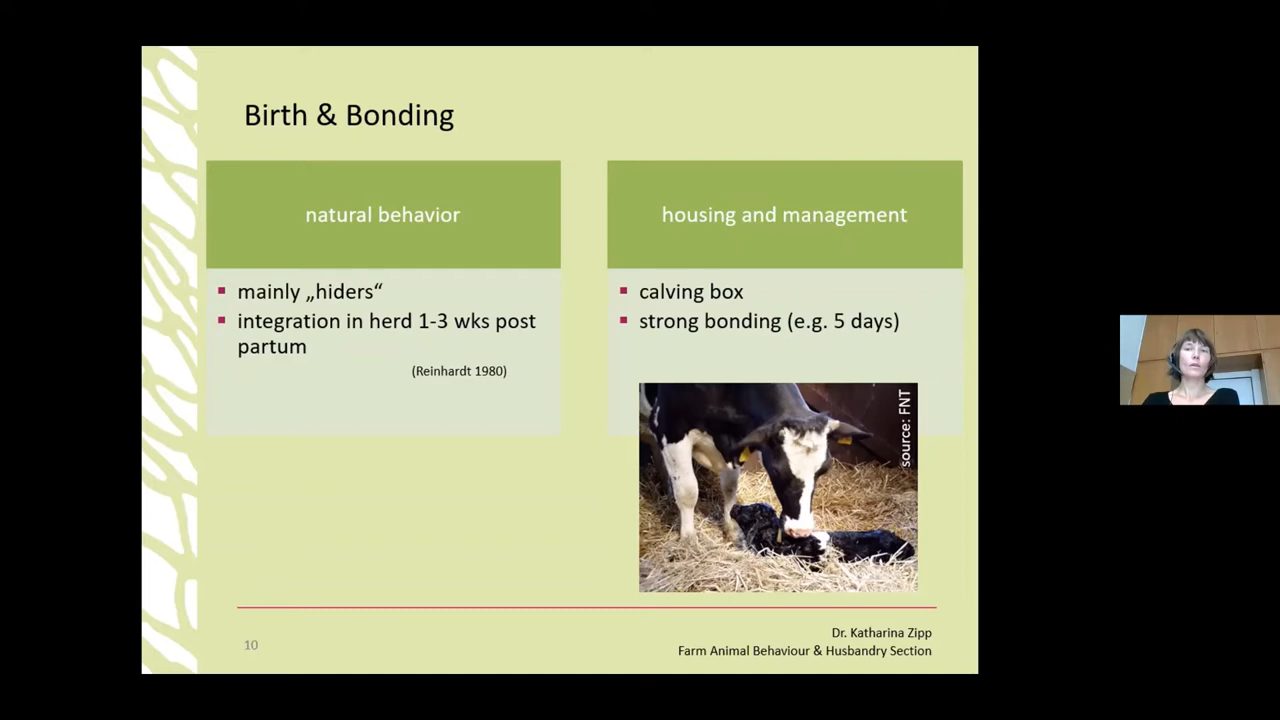 Birth & Bonding
natural behavior
mainly „hiders“
integration in herd 1-3 wks post
partum
(Reinhardt 1980)
housing and management
calving box
strong bonding (e.g. 5 days)
source: FNT
10
Dr. Katharina Zipp
Farm Animal Behaviour & Husbandry Section